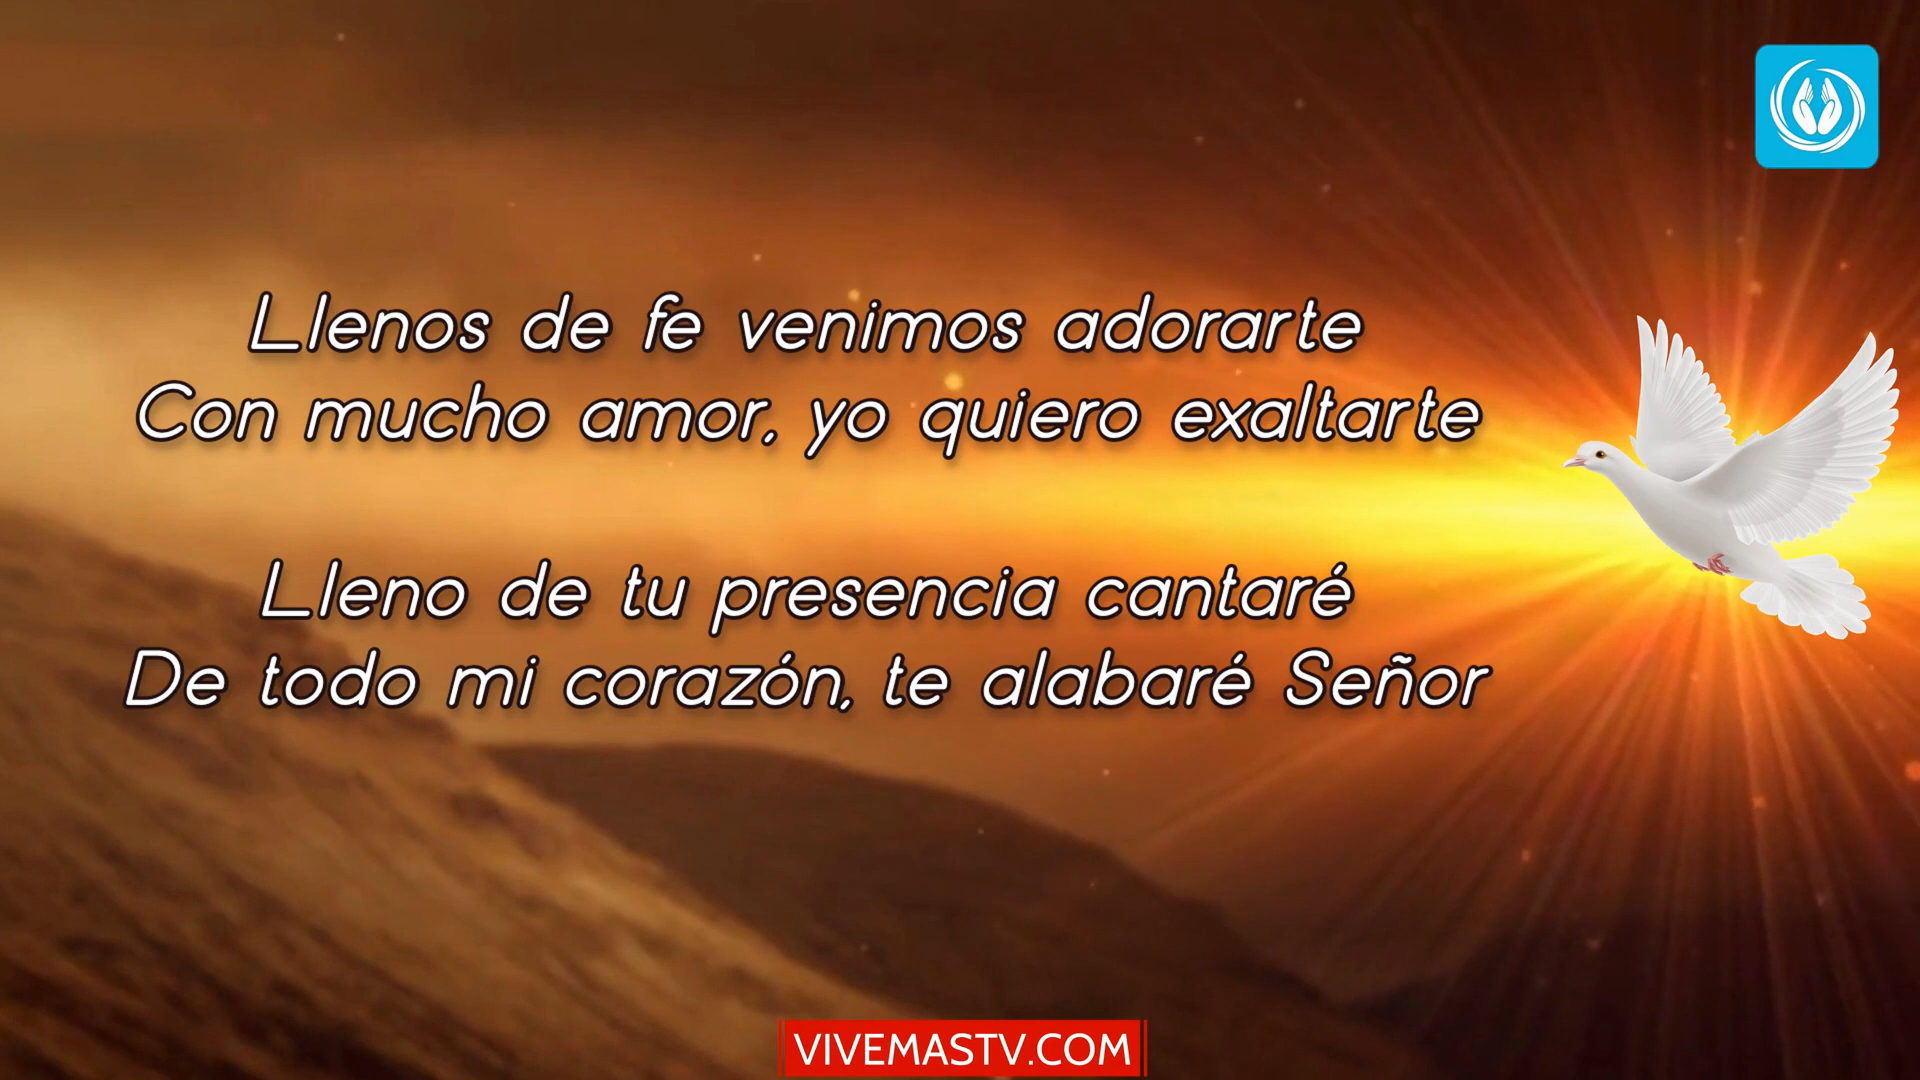 Llenos de fe venimos adorarte
Con mucho amor, yo quiero exaltarte
Lleno de tu presencia cantaré
De todo mi corazón, te alabaré Señor
VIVEMASTV.COM